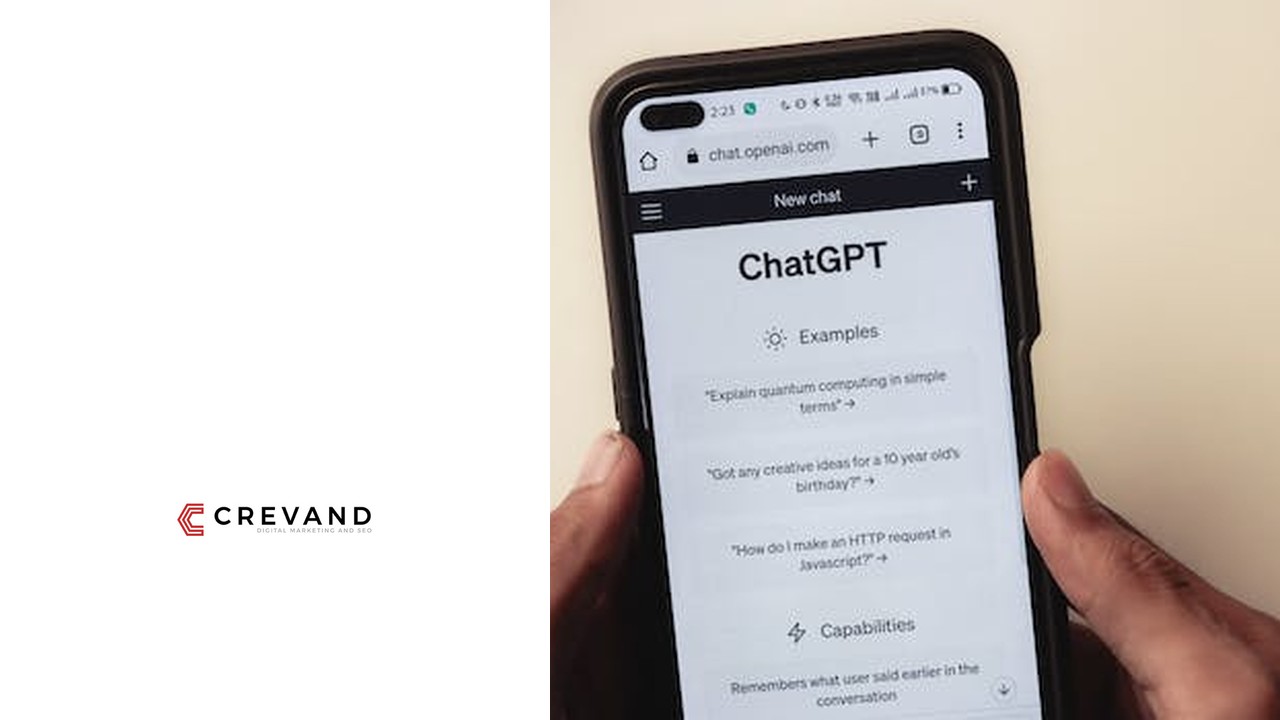 CREVAND
DIGITAL MARKETING AND SEO
2:23
chat.openai.com
New chat
ChatGPT
Examples
"Explain quantum computing in simple
terms" →
"Got any creative ideas for a 10 year old's
birthday?" →
"How do I make an HTTP request in
Javascript?" →
Capabilities
Remembers what user said earlier in the
conversation